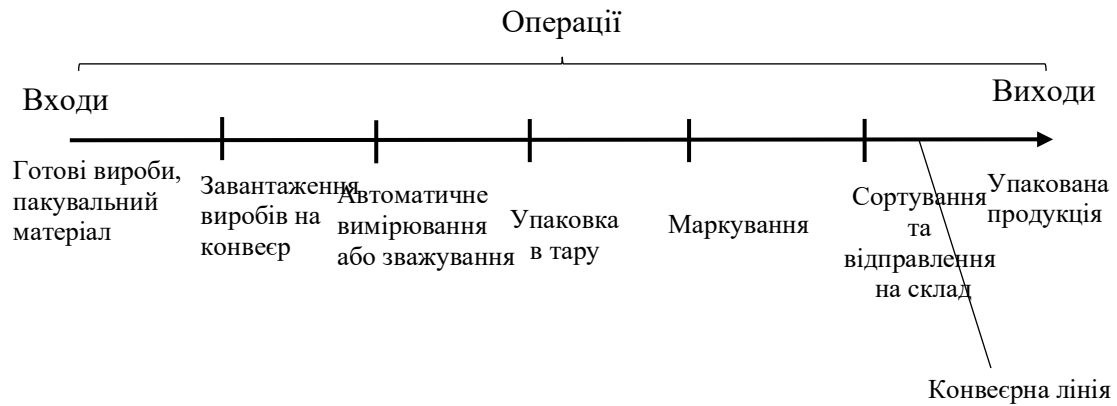 Операції
Входи
Виходи
Готові вироби,
пакувальний
матеріал
Завантаження
виробів на
конвеєр
Автоматичне
вимірювання
або зважування
Упаковка
в тару
Маркування
Сортування
та
відправлення
на склад
Упакована
продукція
Конвеєрна лінія